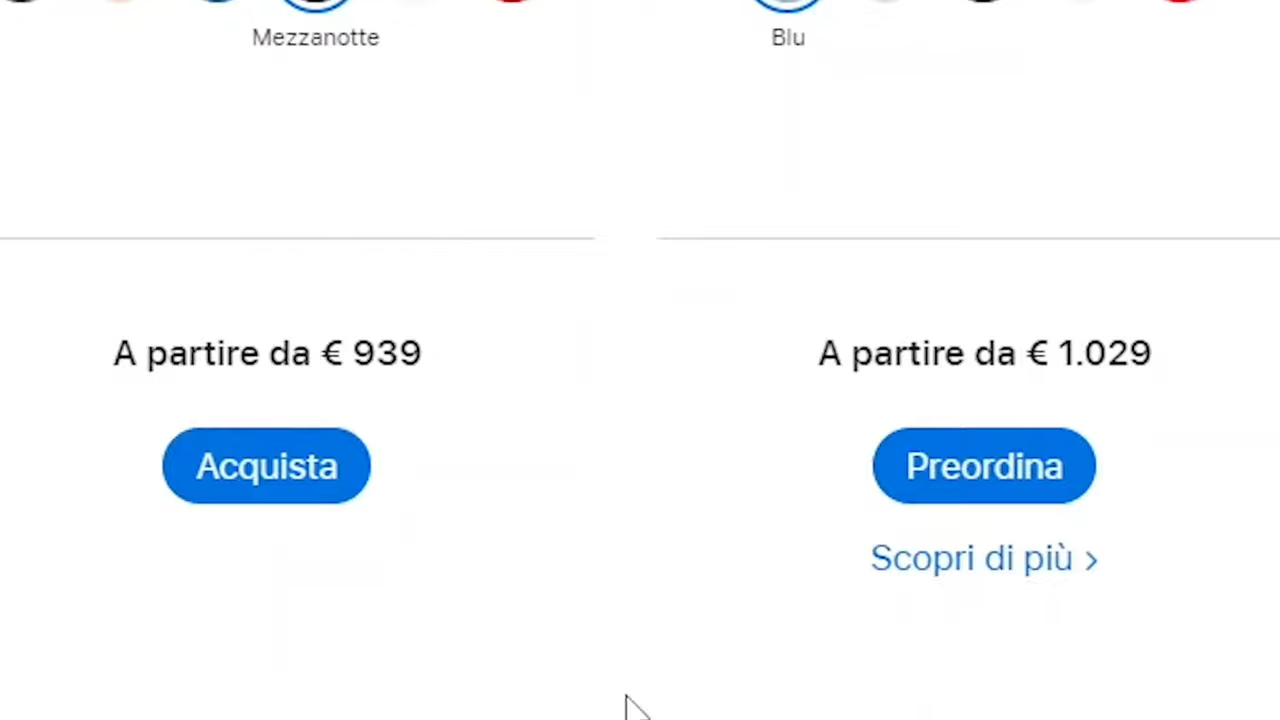 Mezzanotte
Blu
A partire da € 939
A partire da € 1.029
Acquista
Preordina
Scopri di più >